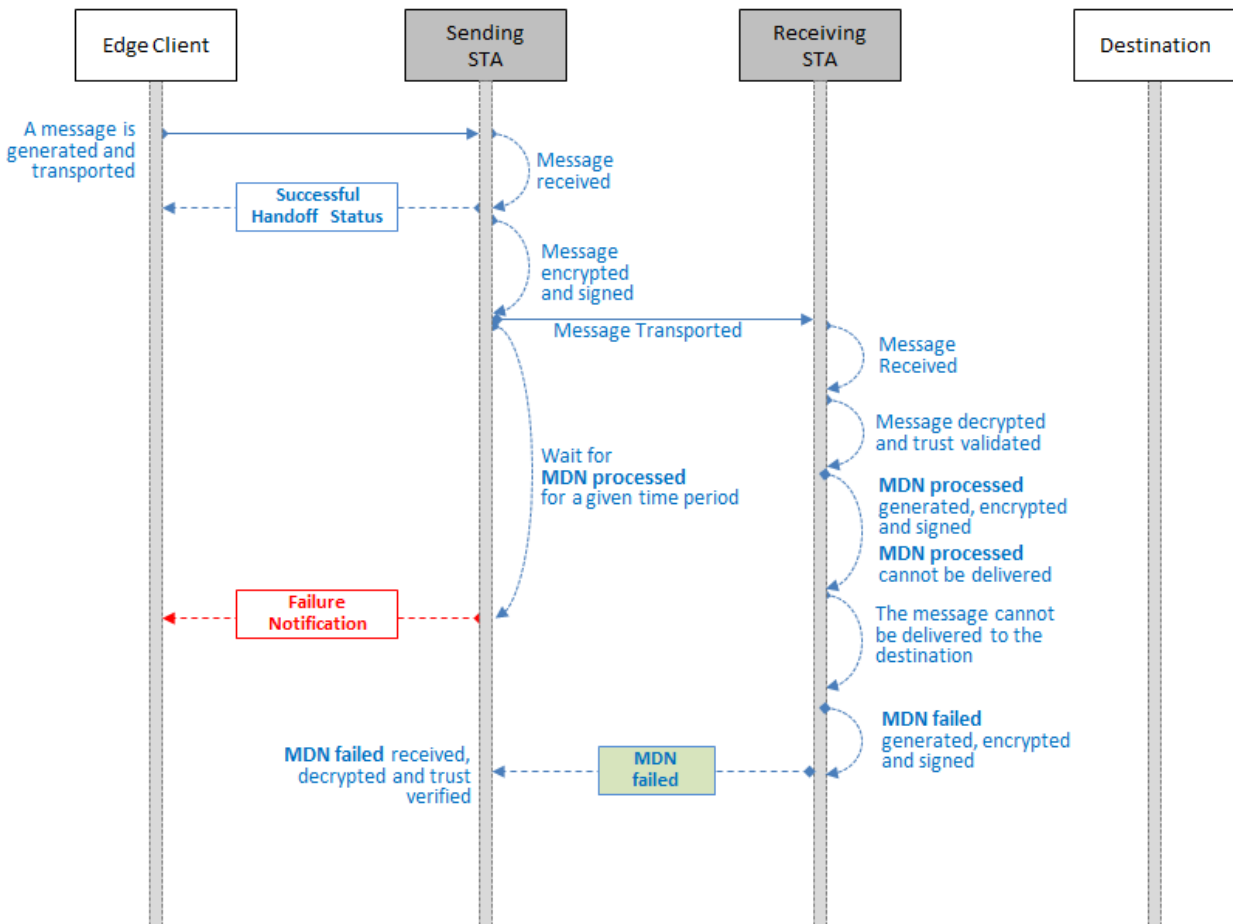 Edge Client
Sending
STA
Receiving
STA
Destination
A message is
generated and
transported
Message
received
Successful
Handoff Status
Message
encrypted
and signed
Message Transported
Message
Received
Message decrypted
and trust validated
Wait for
MDN processed
for a given time period
MDN processed
generated, encrypted
and signed
MDN processed
cannot be delivered
Failure
Notification
The message cannot
be delivered to the
destination
MDN failed
generated, encrypted
and signed
MDN failed received,
decrypted and trust
verified
MDN
failed